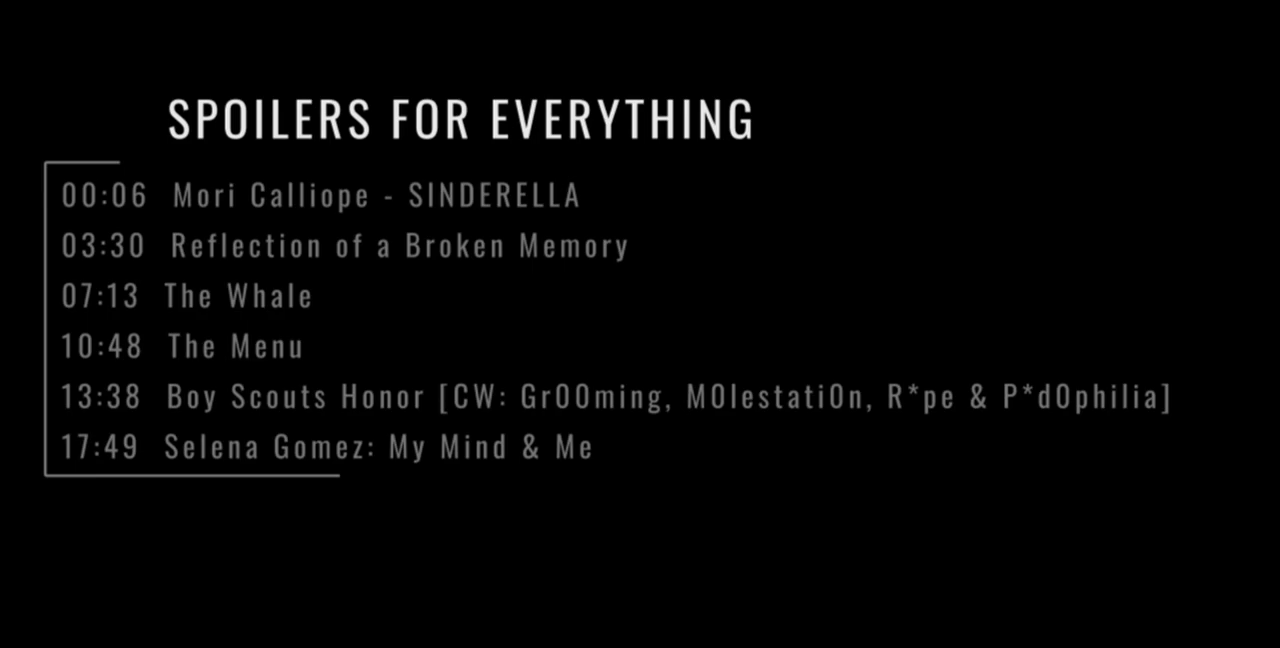 SPOILERS FOR EVERYTHING
00:06 Mori Calliope - SINDERELLA
03:30 Reflection of a Broken Memory
07:13 The Whale
10:48 The Menu
13:38 Boy Scouts Honor [CW: Gr00ming, M0lestati0n, R*pe & P*d0philia]
17:49 Selena Gomez: My Mind & Me